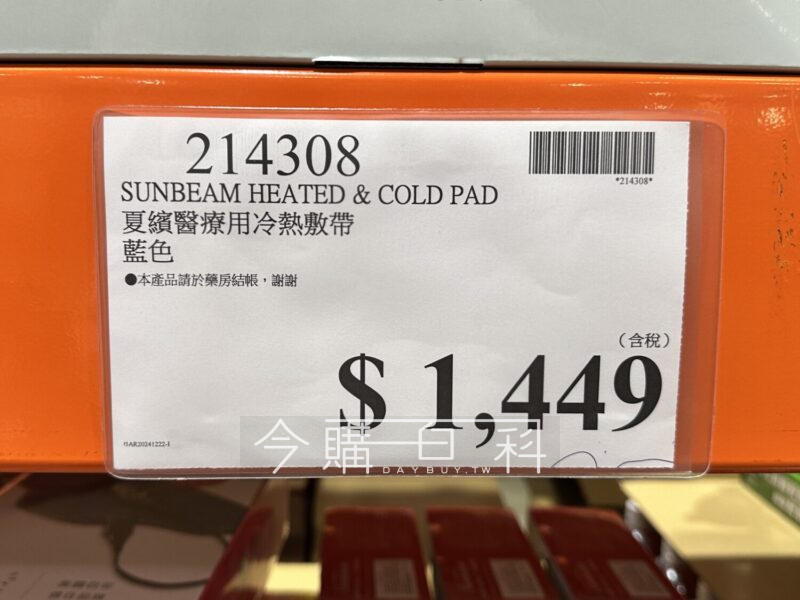 214308
*214308*
SUNBEAM HEATED & COLD PAD
夏繽醫療用冷熱敷帶
藍色
●本產品請於藥房結帳，謝謝
（含稅）
$ 1,449
今購百科
DAYBUY.TW